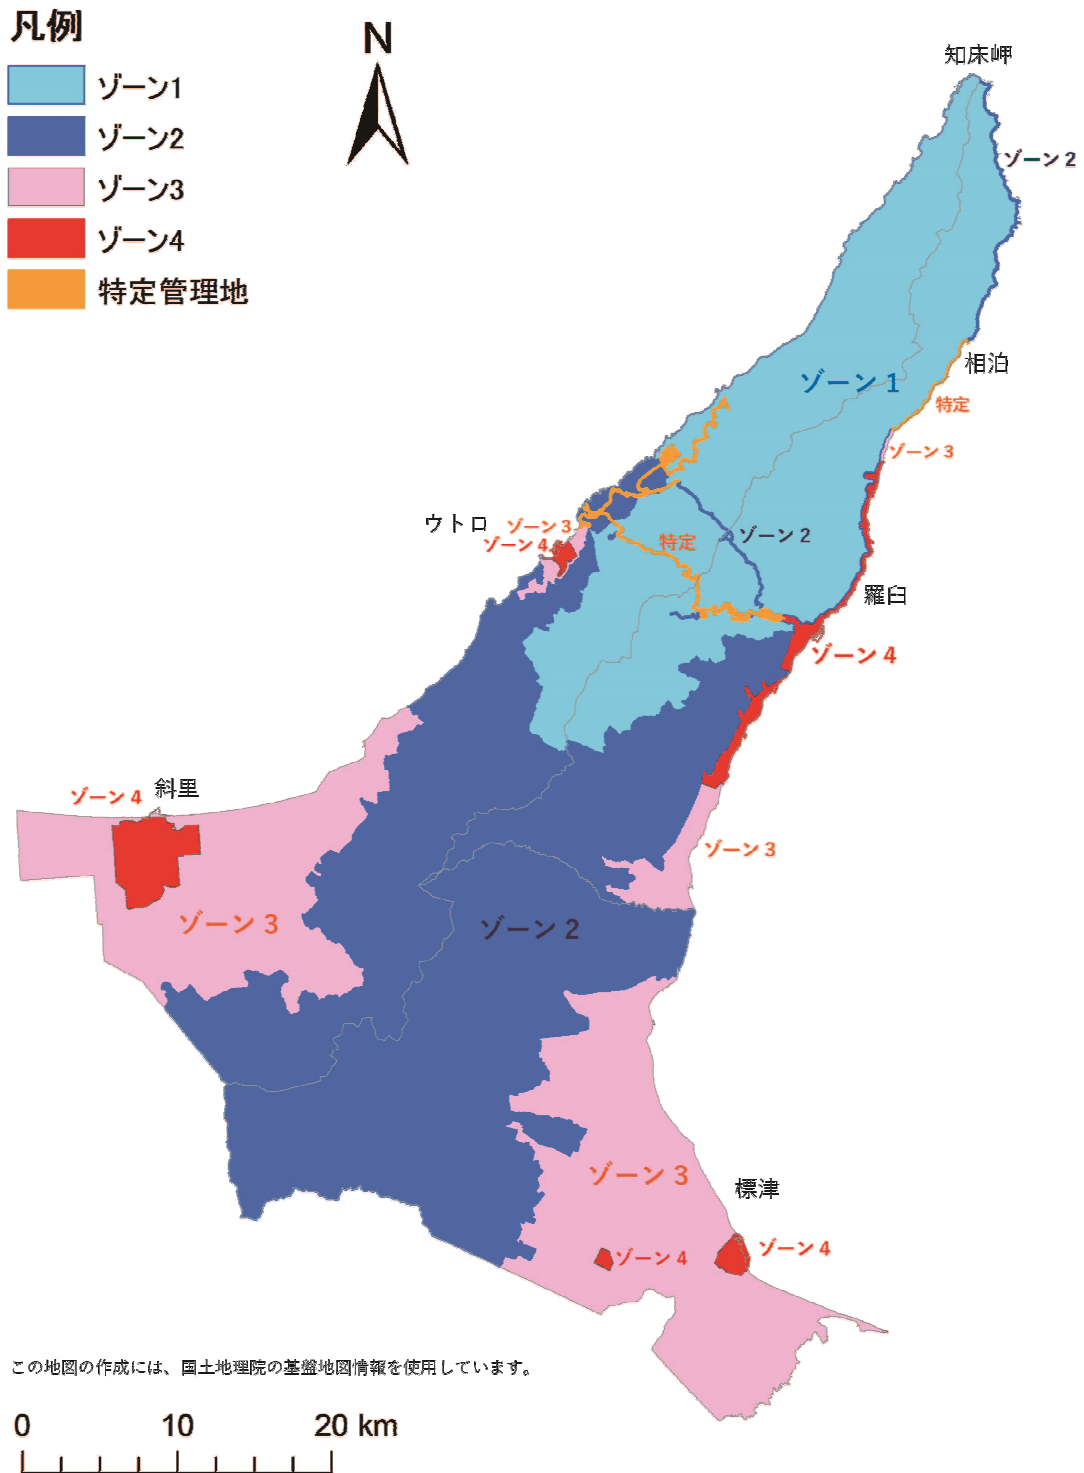 凡例
N
ゾーン1
ゾーン2
ゾーン3
ゾーン4
特定管理地
知床岬
ゾーン 2
相泊
ゾーン 1
特定
ゾーン 3
ウトロ
ゾーン 3
ゾーン 4
特定
ゾーン 2
羅臼
ゾーン 4
斜里
ゾーン 4
ゾーン 3
ゾーン 3
ゾーン 2
ゾーン 3
標津
ゾーン 4
ゾーン 4
この地図の作成には、国土地理院の基盤地図情報を使用しています。
0 10 20 km